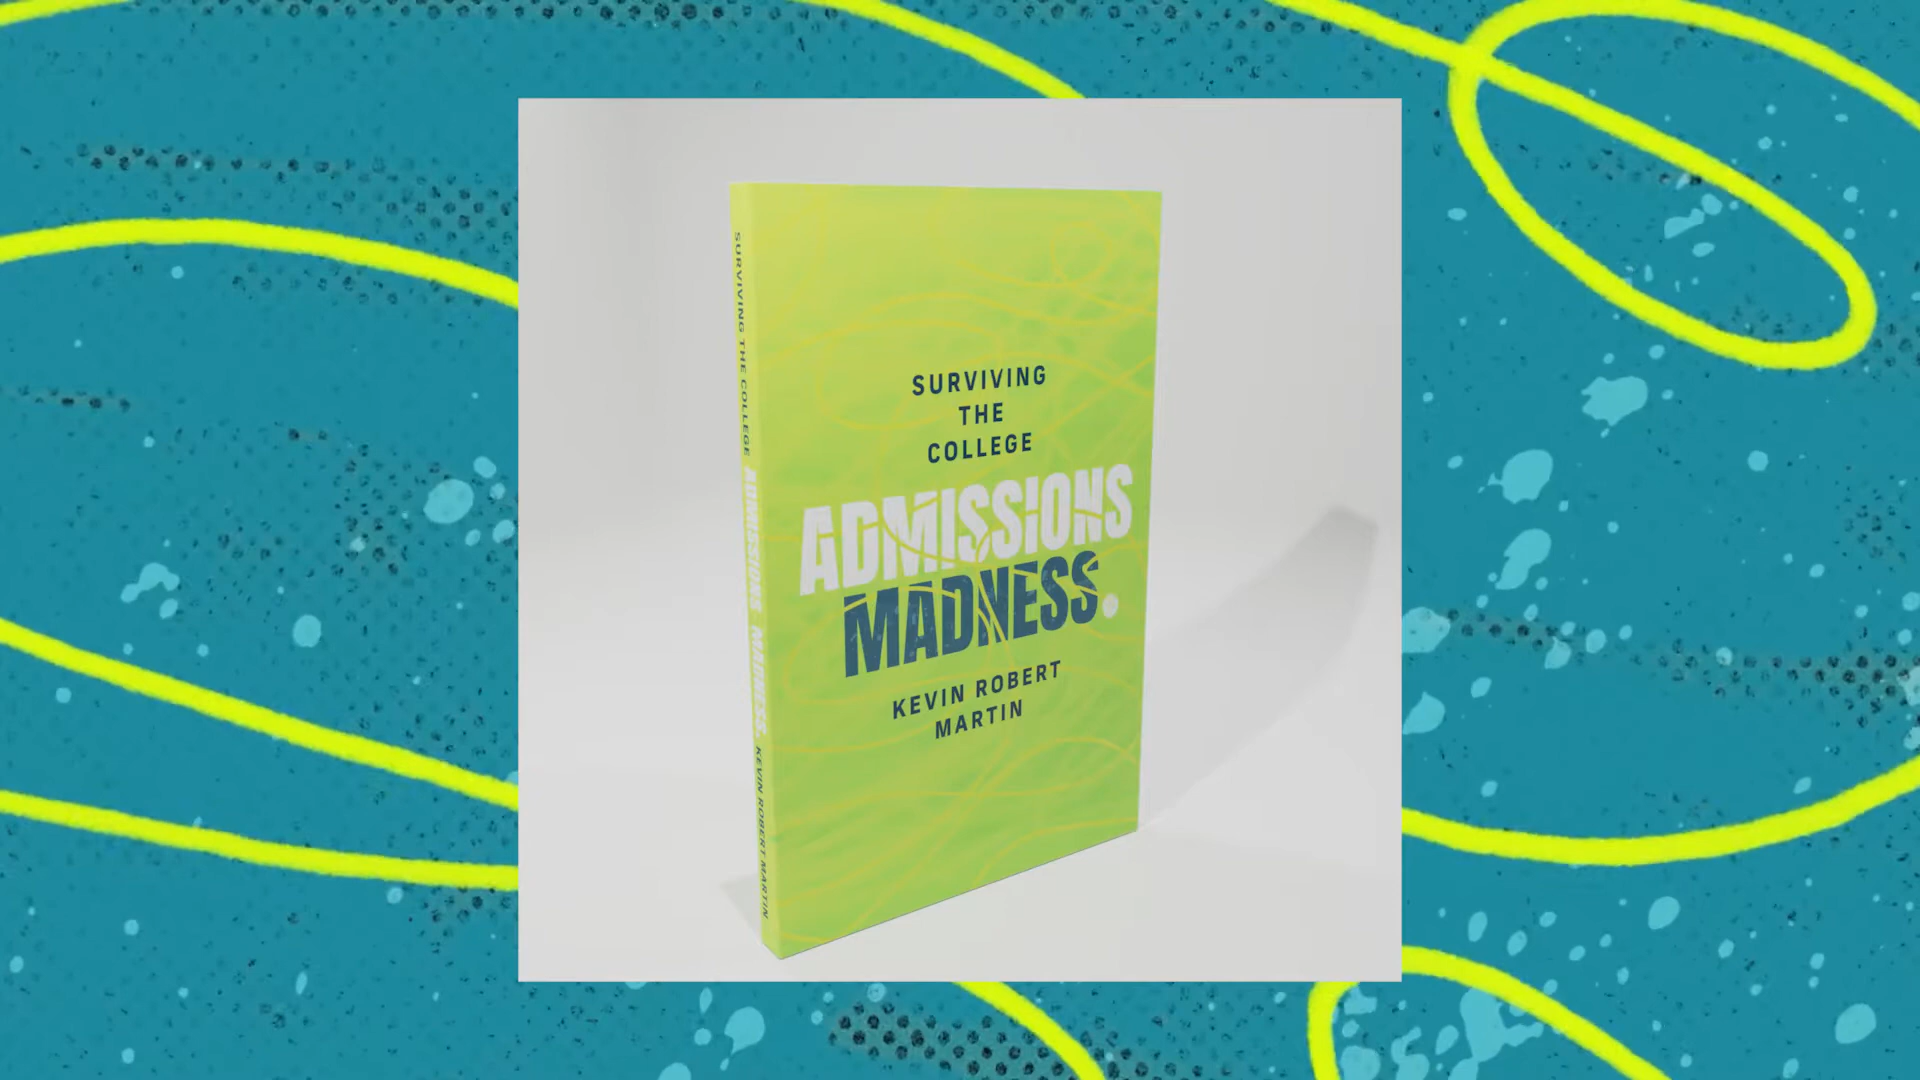 SURVIVING THE COLLEGE ADMISSIONS MADNESS. KEVIN ROBERT MARTIN
SURVIVING
THE
COLLEGE
ADMISSIONS
MADNESS.
KEVIN ROBERT
MARTIN